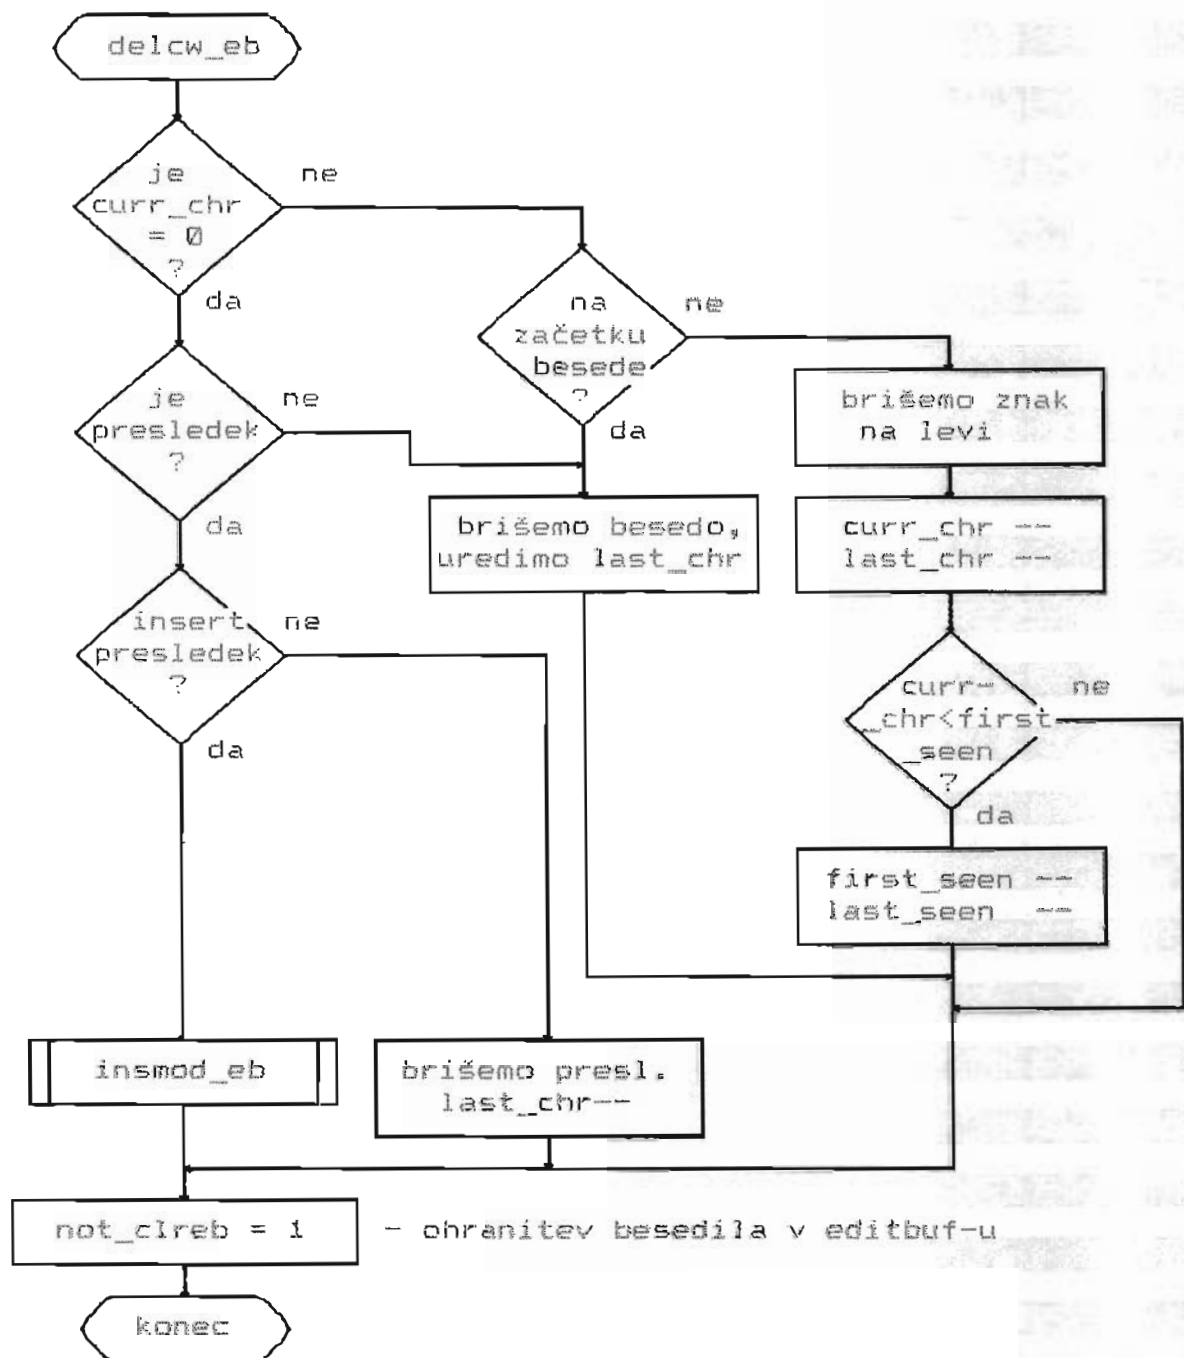 delcw_eb
je
curr_chr
= 0
?
ne
da
na
začetku
besede
?
ne
da
je
presledek
?
ne
da
brišemo znak
na levi
brišemo besedo,
uredimo last_chr
curr_chr --
last_chr --
insert
presledek
?
ne
da
curr-
_chr<first-
_seen
?
ne
da
first_seen --
last_seen --
insmod_eb
brišemo presl.
last_chr--
not_clreb = 1
- ohranitev besedila v editbuf-u
konec